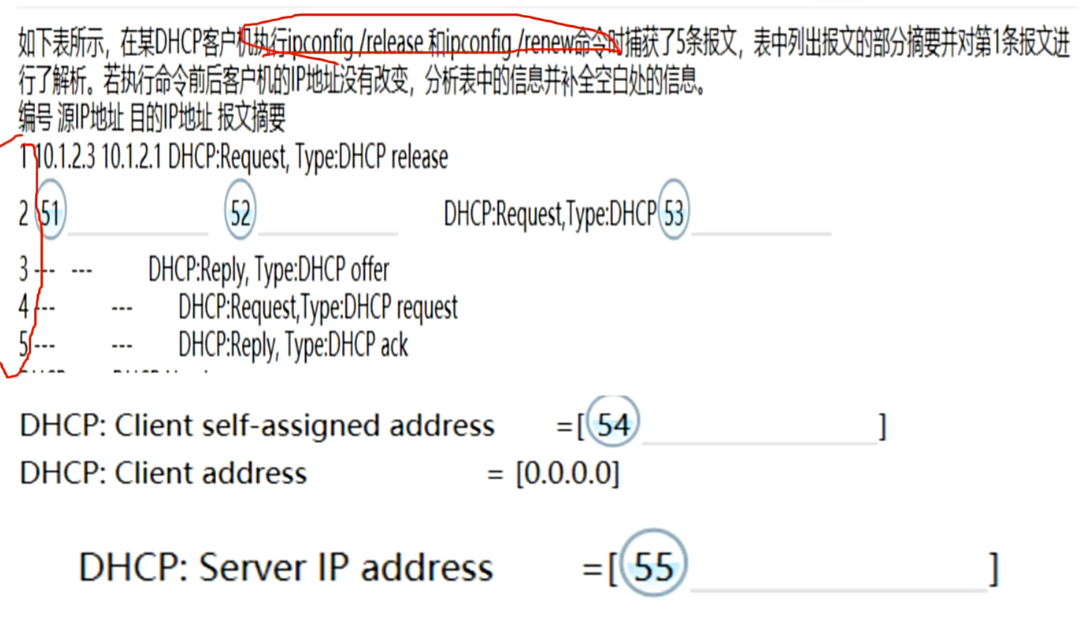 如下表所示，在某DHCP客户机执行ipconfig /release 和ipconfig /renew命令时捕获了5条报文，表中列出报文的部分摘要并对第1条报文进
行了解析。若执行命令前后客户机的IP地址没有改变，分析表中的信息并补全空白处的信息。
编号 源IP地址 目的IP地址 报文摘要
1 10.1.2.3 10.1.2.1 DHCP:Request, Type:DHCP release
2 51 52 DHCP:Request,Type:DHCP 53
3 --- --- DHCP:Reply, Type:DHCP offer
4 --- --- DHCP:Request,Type:DHCP request
5 --- --- DHCP:Reply, Type:DHCP ack
DHCP: Client self-assigned address =[ 54 ]
DHCP: Client address = [0.0.0.0]
DHCP: Server IP address =[ 55 ]